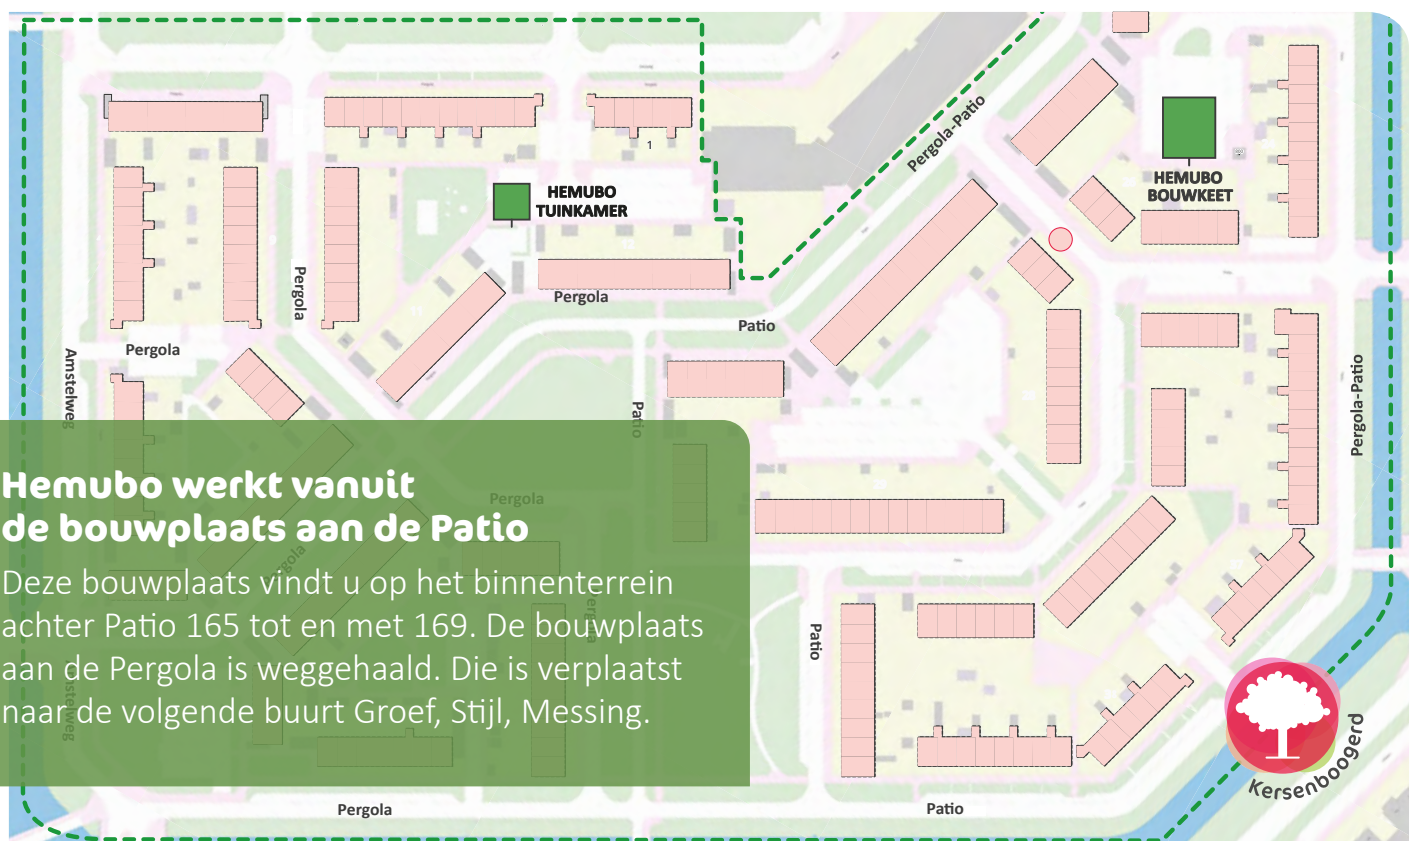 Pergola-Patio
HEMUBO
BOUWKEET
1
HEMUBO
TUINKAMER
Pergola
Pergola
Patio
Pergola
Amstelweg
Pergola-Patio
Patio
Hemubo werkt vanuit
de bouwplaats aan de Patio
Deze bouwplaats vindt u op het binnenterrein
achter Patio 165 tot en met 169. De bouwplaats
aan de Pergola is weggehaald. Die is verplaatst
naar de volgende buurt Groef, Stijl, Messing.
Pergola
Pergola
Pergola
Amstelweg
Patio
Kersenboogerd
Pergola
Patio